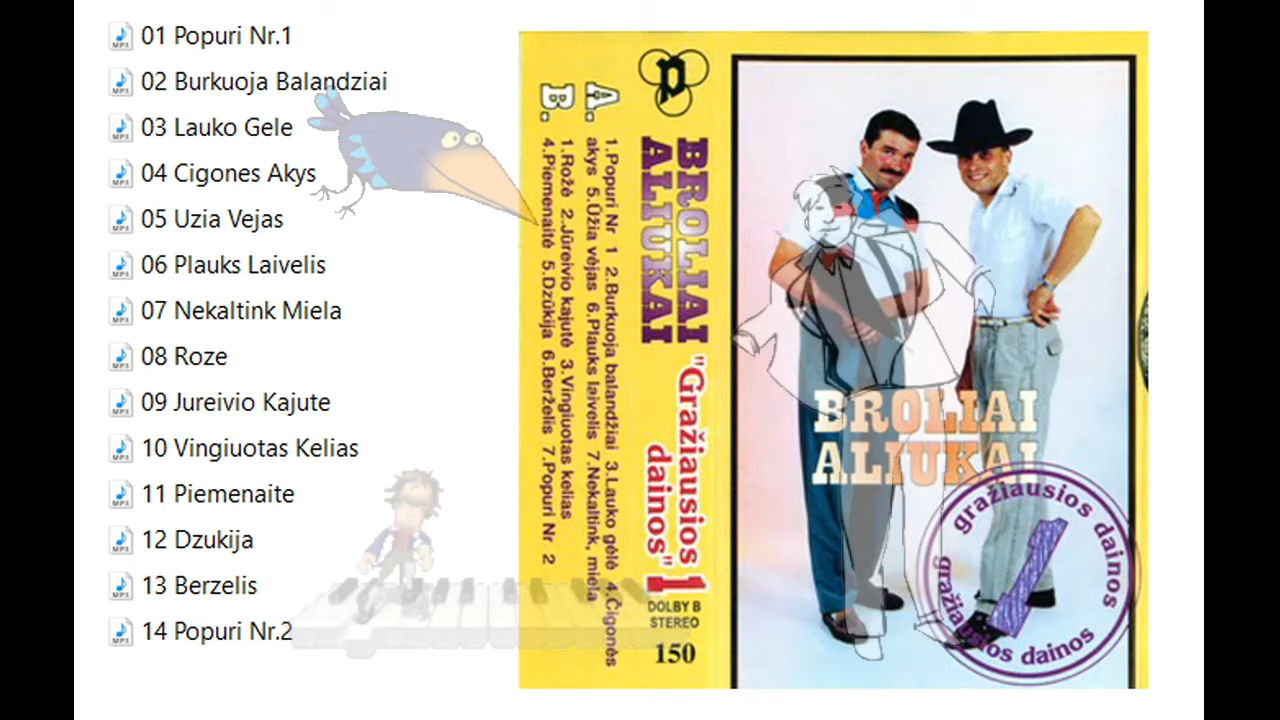 01 Popuri Nr.1
02 Burkuoja Balandziai
03 Lauko Gele
04 Cigones Akys
05 Uzia Vejas
06 Plauks Laivelis
07 Nekaltink Miela
08 Roze
09 Jureivio Kajute
10 Vingiuotas Kelias
11 Piemenaite
12 Dzukija
13 Berzelis
14 Popuri Nr.2
BROLIAI
ALIUKAI
"Gražiausios
dainos" 1
A.
1.Popuri Nr 1 2.Burkuoja balandžiai 3.Lauko gėlė 4.Čigonės
akys 5.Ūžia vėjas 6.Plauks laivelis 7.Nekaltink, miela
B.
1.Rožė 2.Jūreivio kajutė 3.Vingiuotas kelias
4.Piemenaitė 5.Dzūkija 6.Berželis 7.Popuri Nr 2
DOLBY B
STEREO
150
BROLIAI
ALIUKAI
gražiausios dainos
1
gražiausios dainos